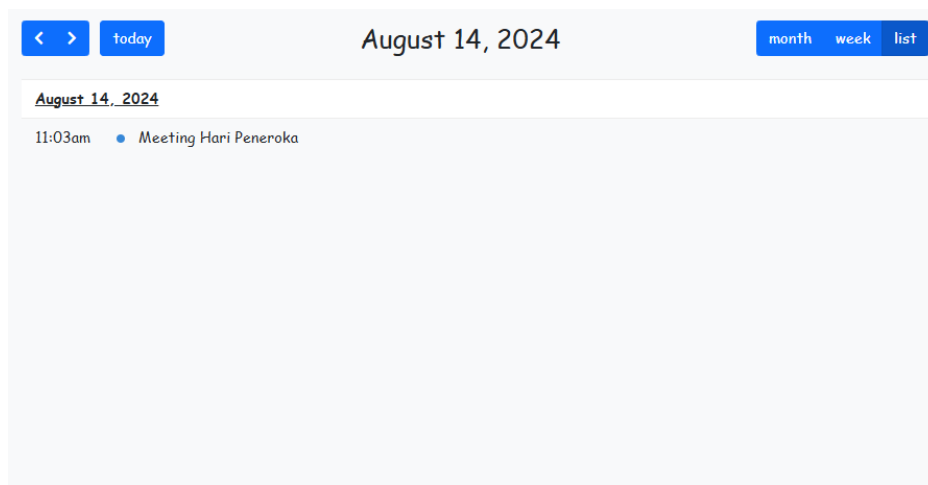 today
August 14, 2024
month week list
August 14, 2024
11:03am Meeting Hari Peneroka